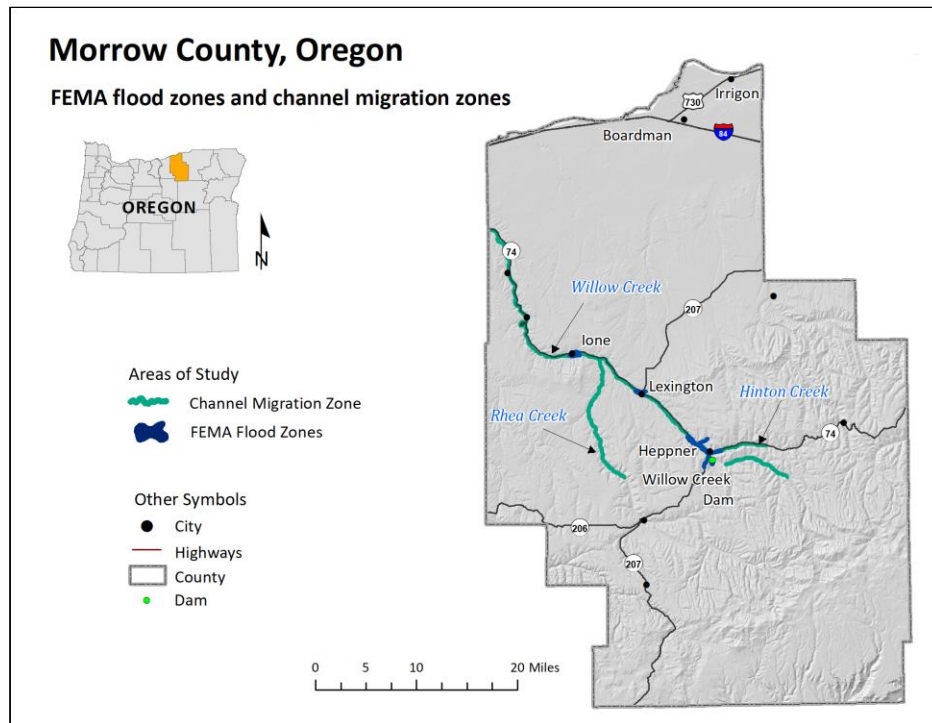 Morrow County, Oregon
FEMA flood zones and channel migration zones
OREGON
N
Irrigon
730
Boardman
84
74
Willow Creek
207
Ione
Lexington
Hinton Creek
Rhea Creek
74
Heppner
Willow Creek
Dam
206
207
Areas of Study
Channel Migration Zone
FEMA Flood Zones
Other Symbols
City
Highways
County
Dam
0 5 10 20 Miles